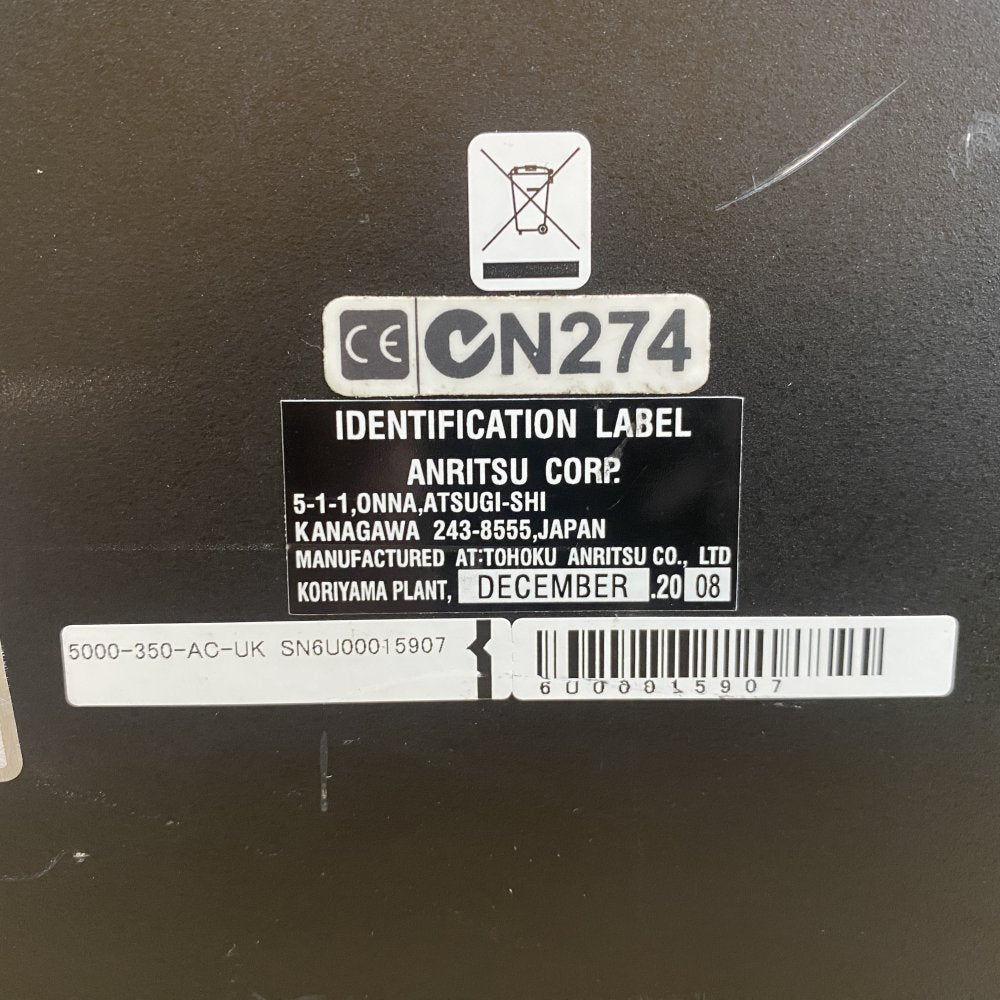 CE N274
IDENTIFICATION LABEL
ANRITSU CORP.
5-1-1,ONNA,ATSUGI-SHI
KANAGAWA 243-8555,JAPAN
MANUFACTURED AT:TOHOKU ANRITSU CO., LTD
KORIYAMA PLANT, DECEMBER .20 08
5000-350-AC-UK SN6U00015907
6U00015907